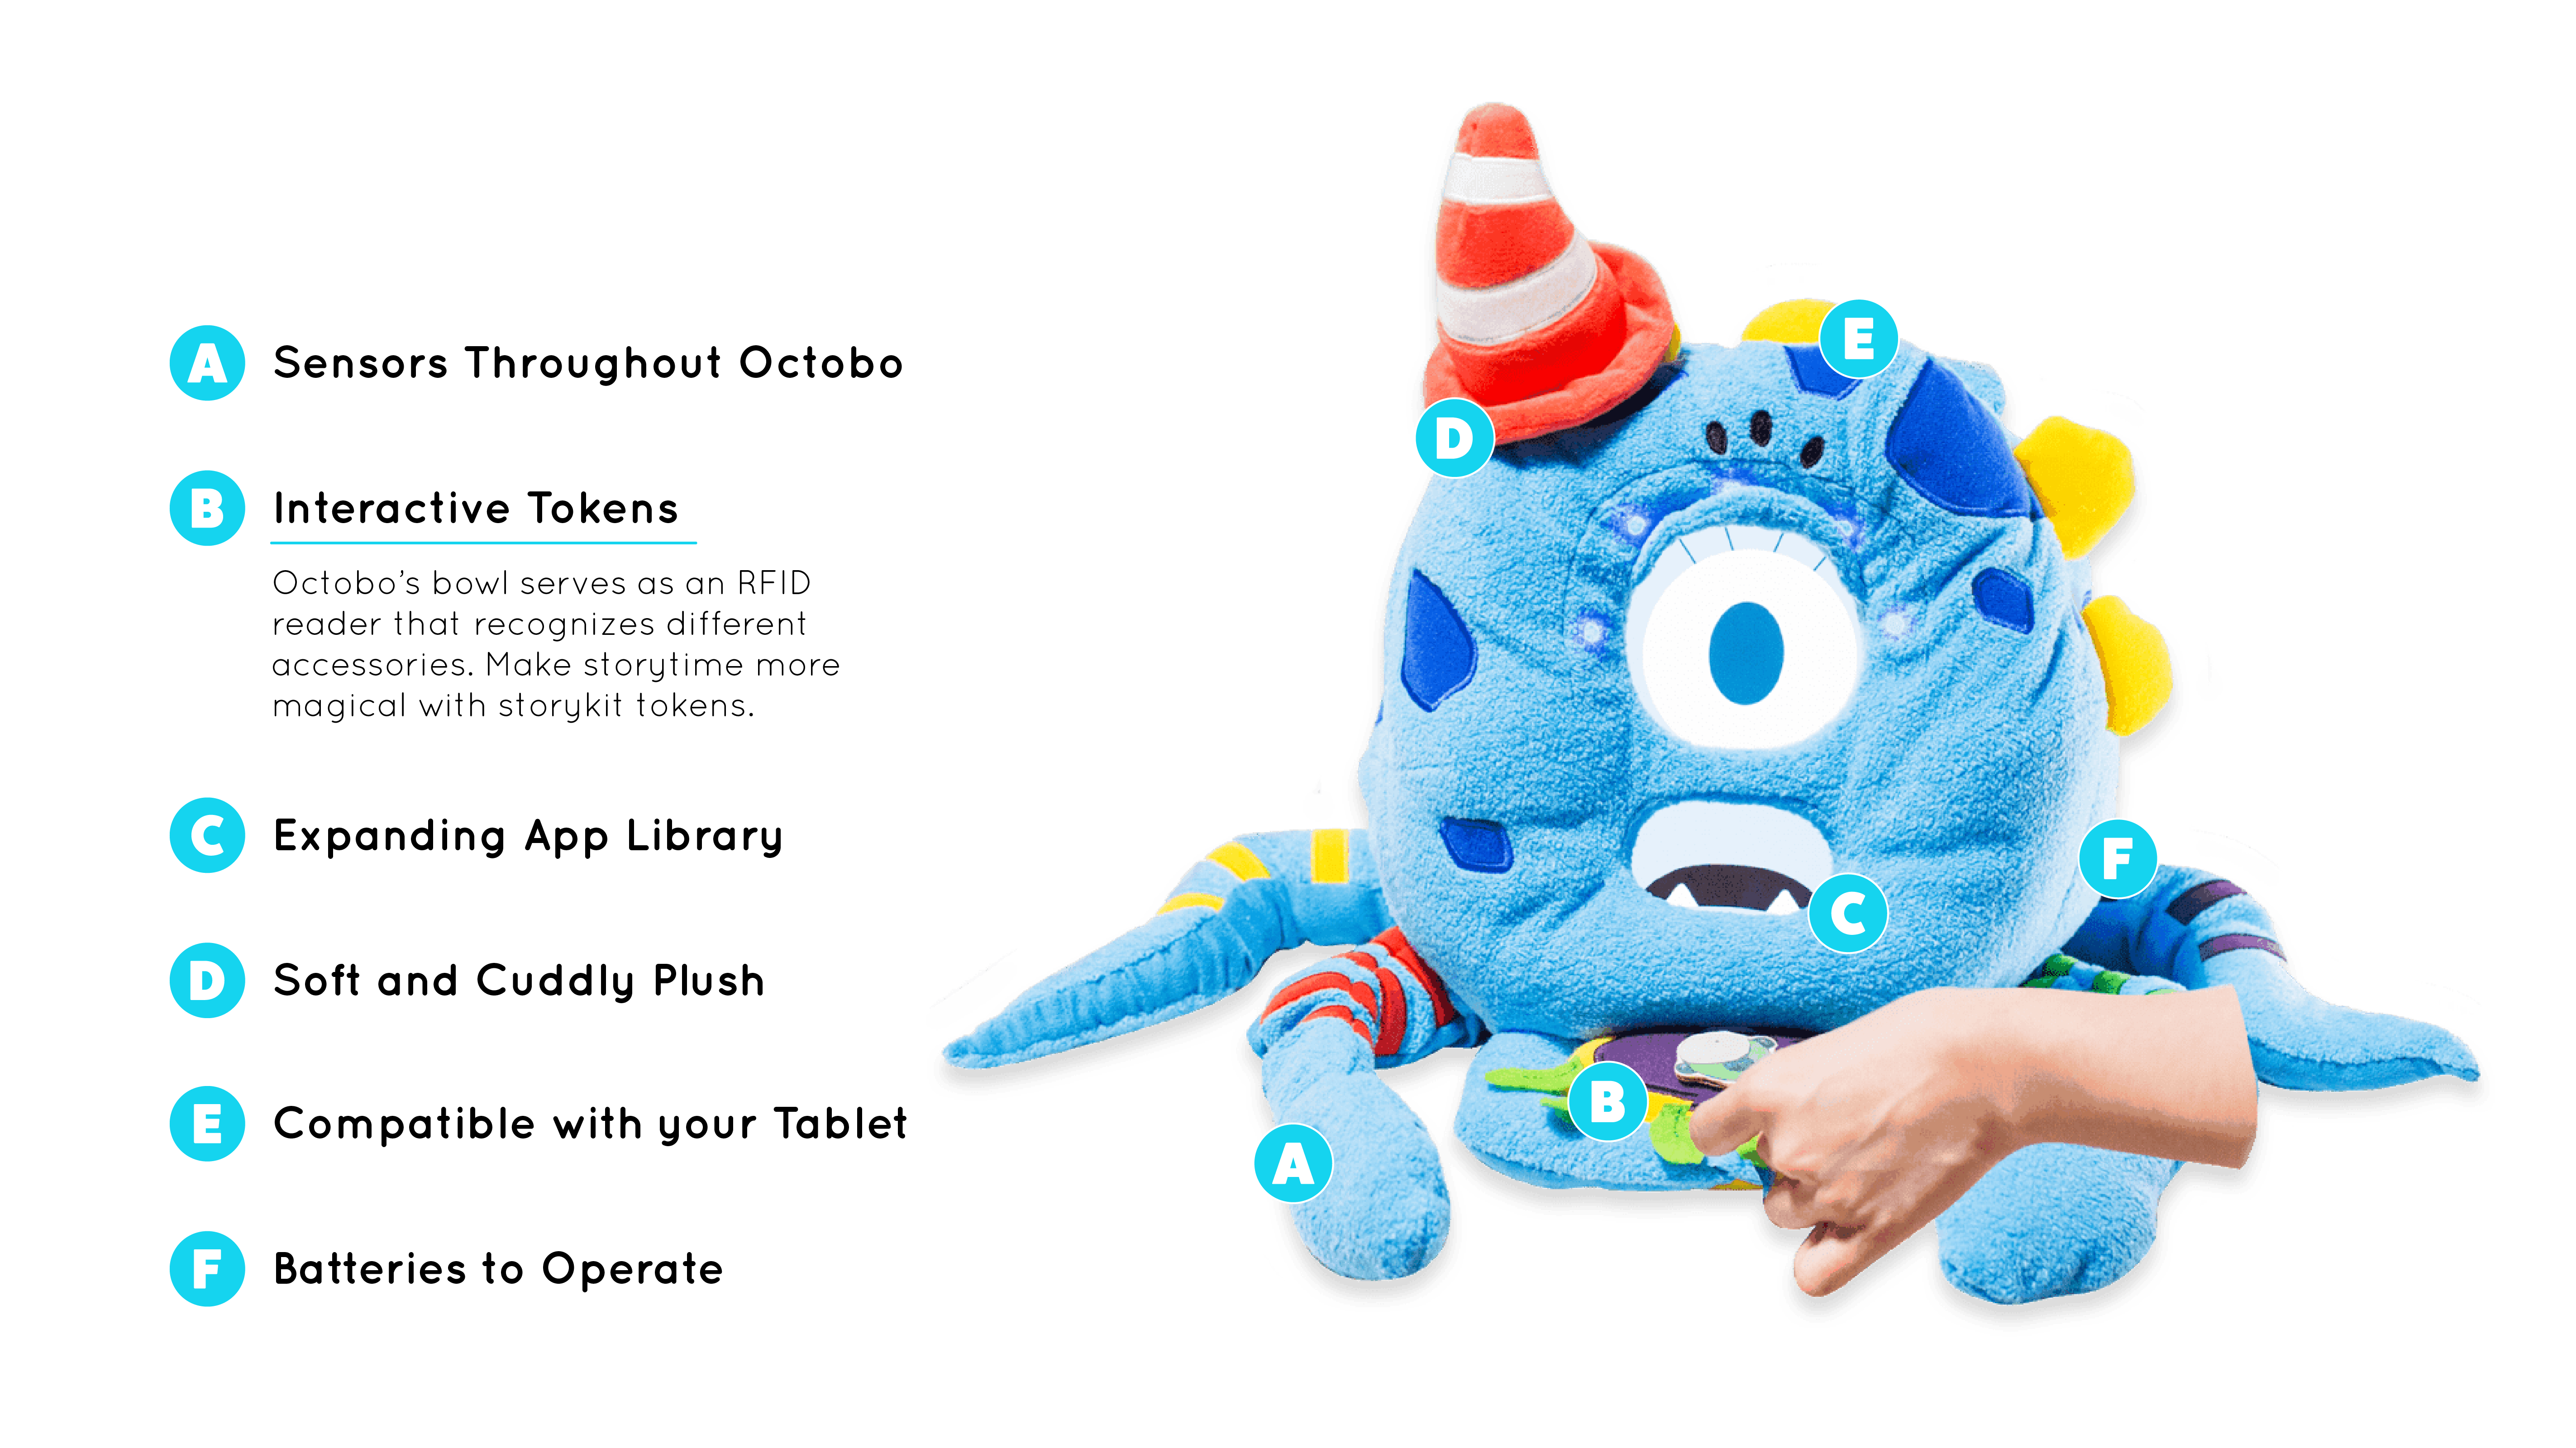 A Sensors Throughout Octobo
B Interactive Tokens
Octobo's bowl serves as an RFID
reader that recognizes different
accessories. Make storytime more
magical with storykit tokens.
C Expanding App Library
D Soft and Cuddly Plush
E Compatible with your Tablet
F Batteries to Operate
E
D
F
C
B
A